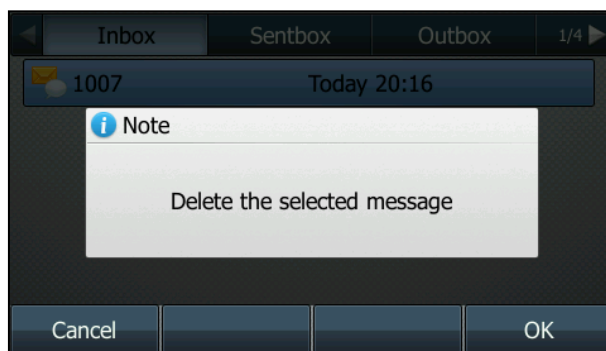 Inbox Sentbox Outbox 1/4
1007 Today 20:16
Note
Delete the selected message
Cancel OK